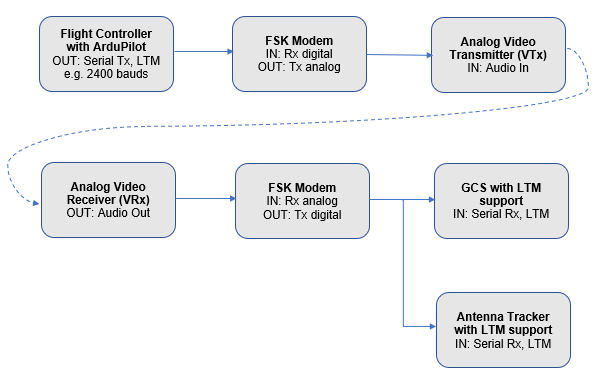 Flight Controller
with ArduPilot
OUT: Serial Tx, LTM
e.g. 2400 bauds
FSK Modem
IN: Rx digital
OUT: Tx analog
Analog Video
Transmitter (VTx)
IN: Audio In
Analog Video
Receiver (VRx)
OUT: Audio Out
FSK Modem
IN: Rx analog
OUT: Tx digital
GCS with LTM
support
IN: Serial Rx, LTM
Antenna Tracker
with LTM support
IN: Serial Rx, LTM